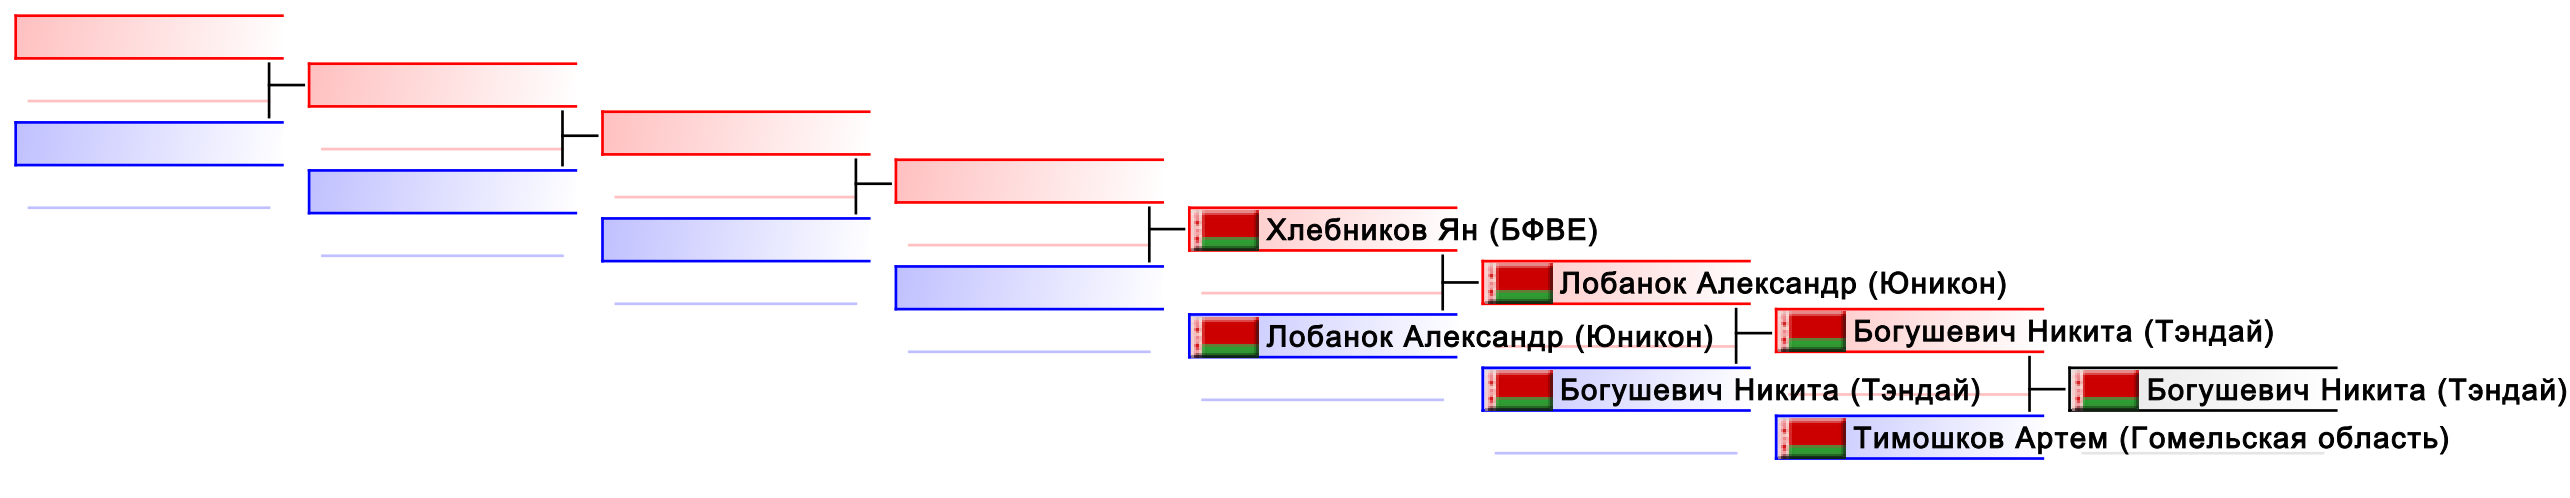 Хлебников Ян (БФВЕ)
Лобанок Александр (Юникон)
Лобанок Александр (Юникон)
Богушевич Никита (Тэндай)
Богушевич Никита (Тэндай)
Богушевич Никита (Тэндай)
Тимошков Артем (Гомельская область)